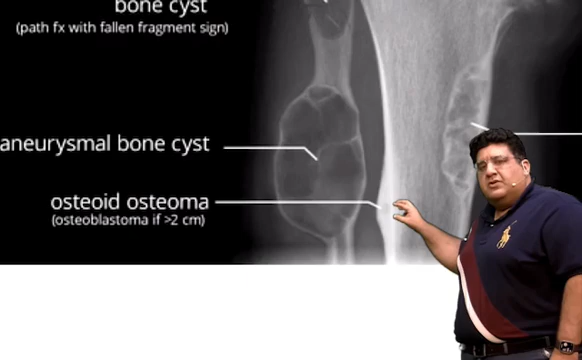 bone cyst
(path fx with fallen fragment sign)
aneurysmal bone cyst
osteoid osteoma
(osteoblastoma if >2 cm)